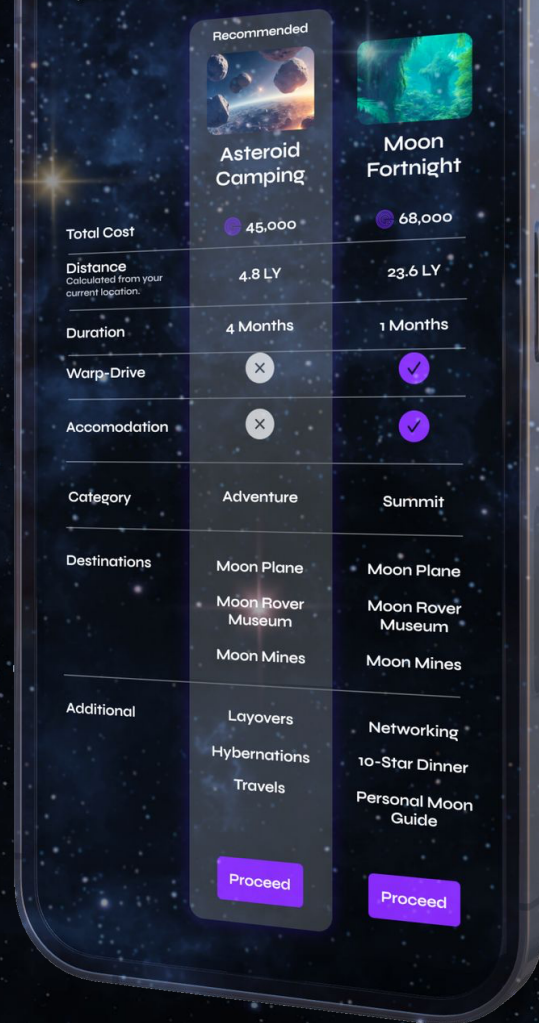 Recommended
Asteroid
Camping
Moon
Fortnight
Total Cost 45,000 68,000
Distance 4.8 LY 23.6 LY
Calculated from your
current location.
Duration 4 Months 1 Months
Warp-Drive
Accomodation
Category Adventure Summit
Destinations Moon Plane Moon Plane
Moon Rover Moon Rover
Museum Museum
Moon Mines Moon Mines
Additional Layovers Networking
Hybernations 10-Star Dinner
Travels Personal Moon
Guide
Proceed Proceed